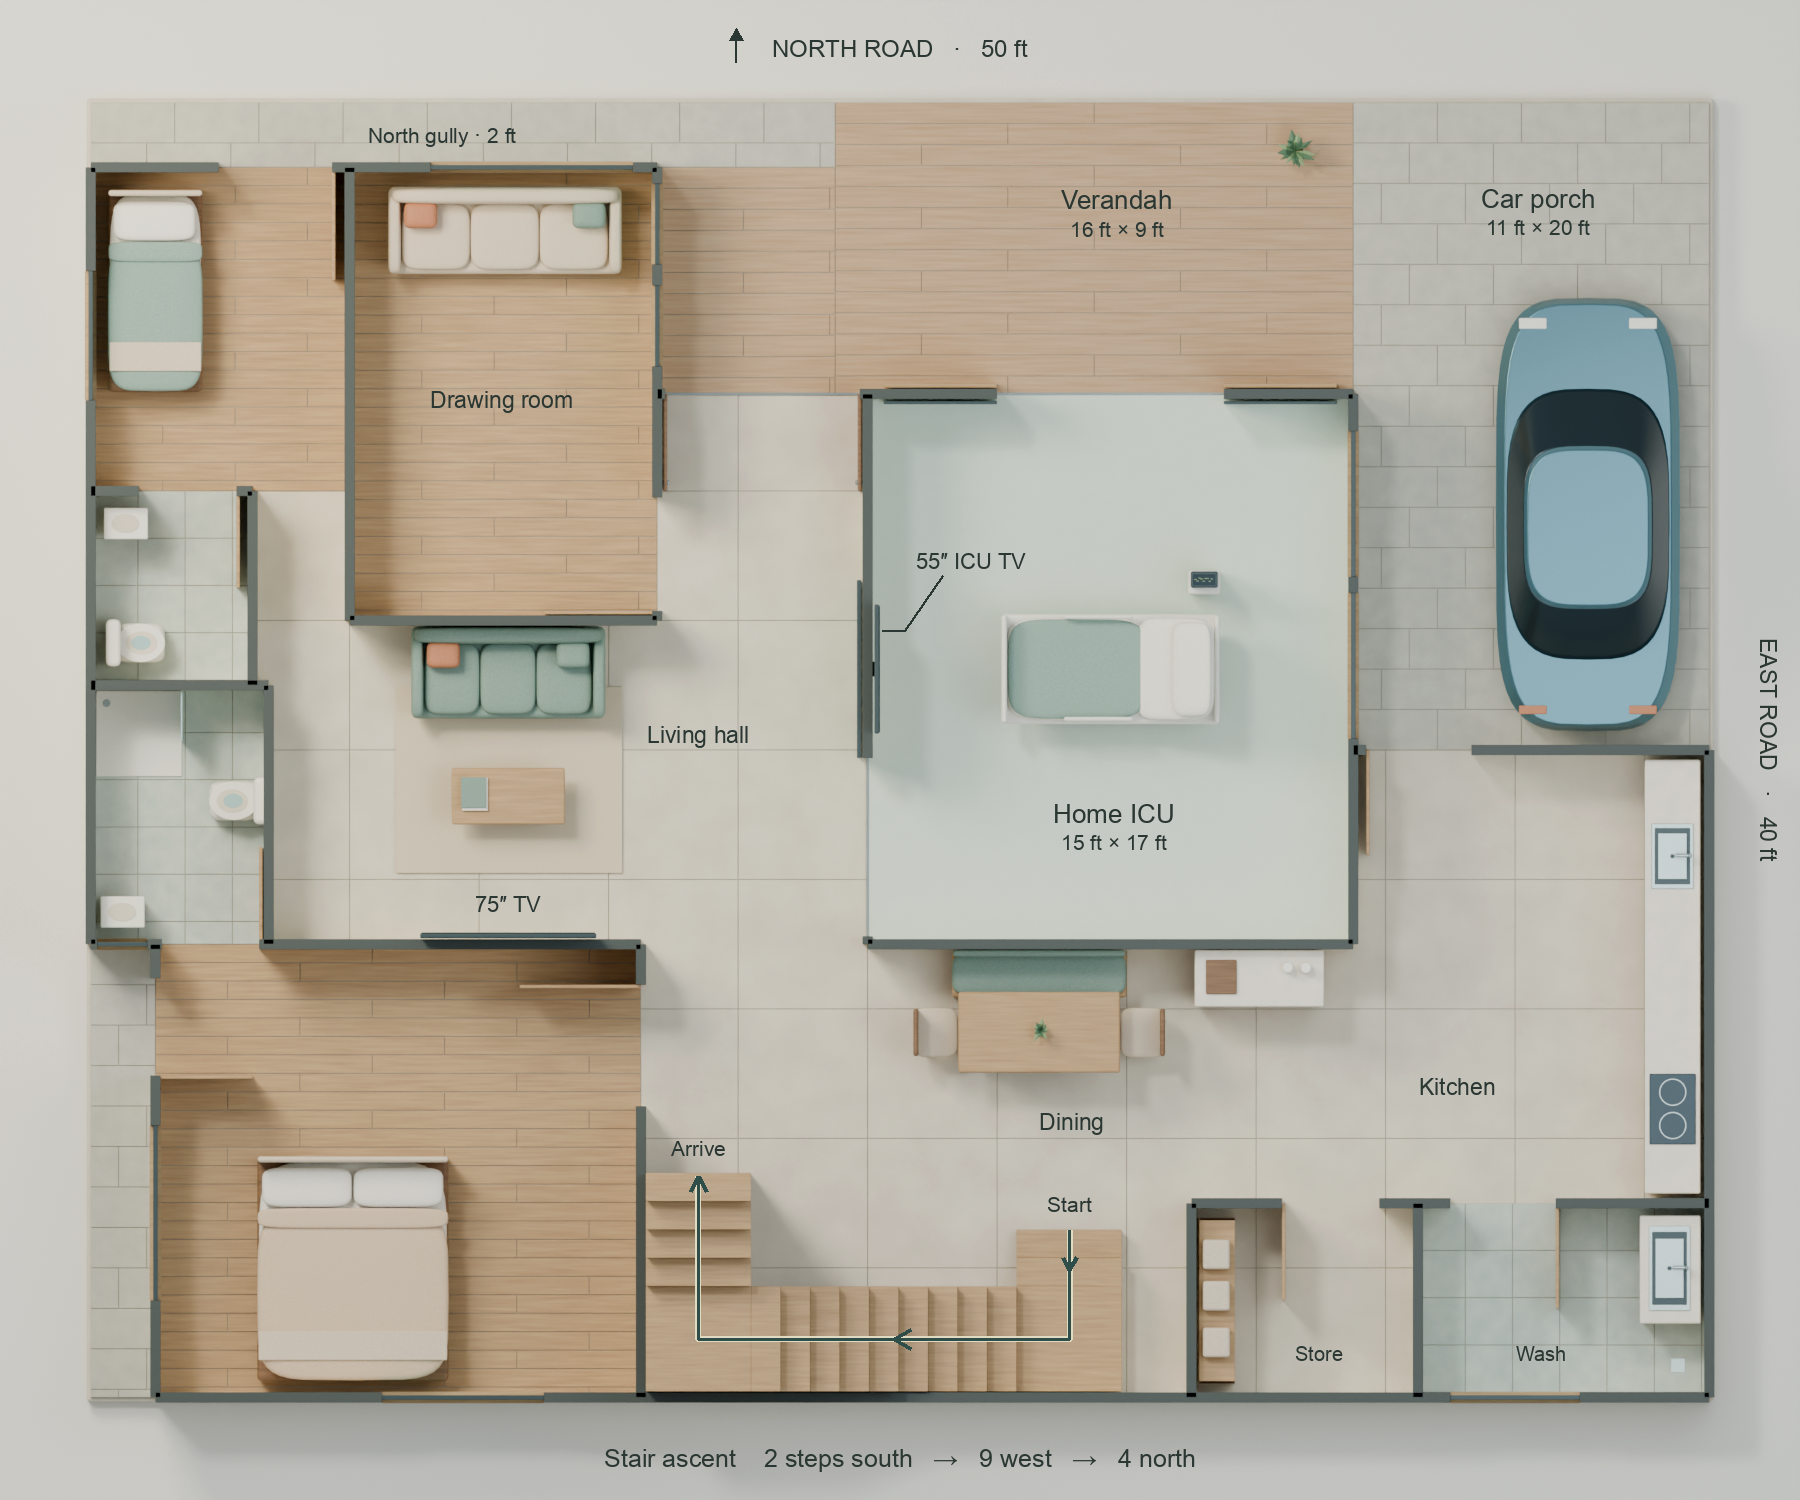 NORTH ROAD · 50 ft
North gully · 2 ft
Verandah
16 ft × 9 ft
Car porch
11 ft × 20 ft
Drawing room
55″ ICU TV
Living hall
EAST ROAD · 40 ft
Home ICU
15 ft × 17 ft
75″ TV
Kitchen
Dining
Arrive
Start
Store
Wash
Stair ascent 2 steps south → 9 west → 4 north